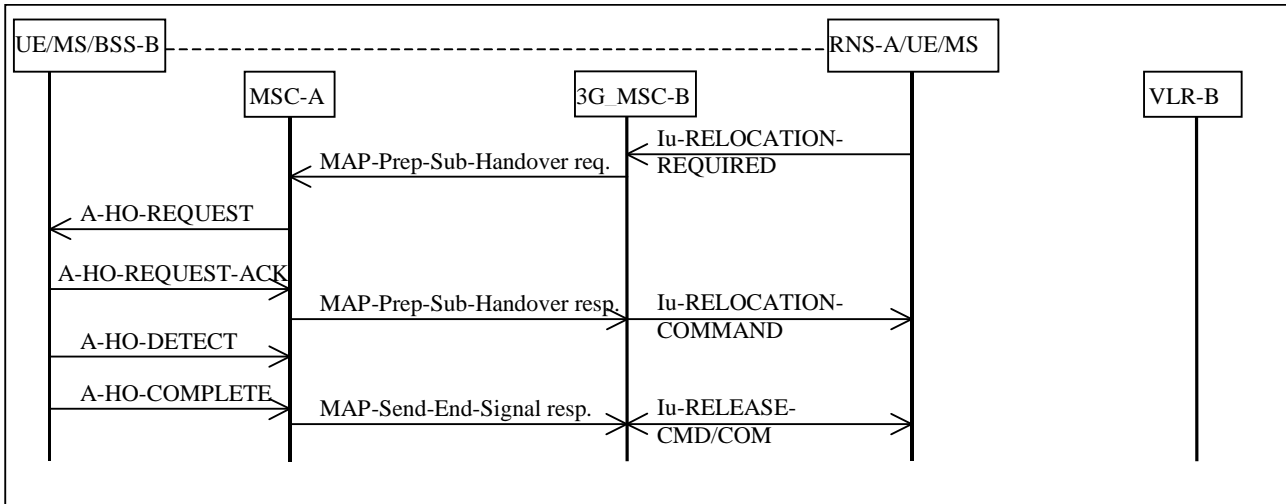 UE/MS/BSS-B
RNS-A/UE/MS
MSC-A
3G_MSC-B
VLR-B
Iu-RELOCATION-
REQUIRED
MAP-Prep-Sub-Handover req.
A-HO-REQUEST
A-HO-REQUEST-ACK
MAP-Prep-Sub-Handover resp.
Iu-RELOCATION-
COMMAND
A-HO-DETECT
A-HO-COMPLETE
MAP-Send-End-Signal resp.
Iu-RELEASE-
CMD/COM